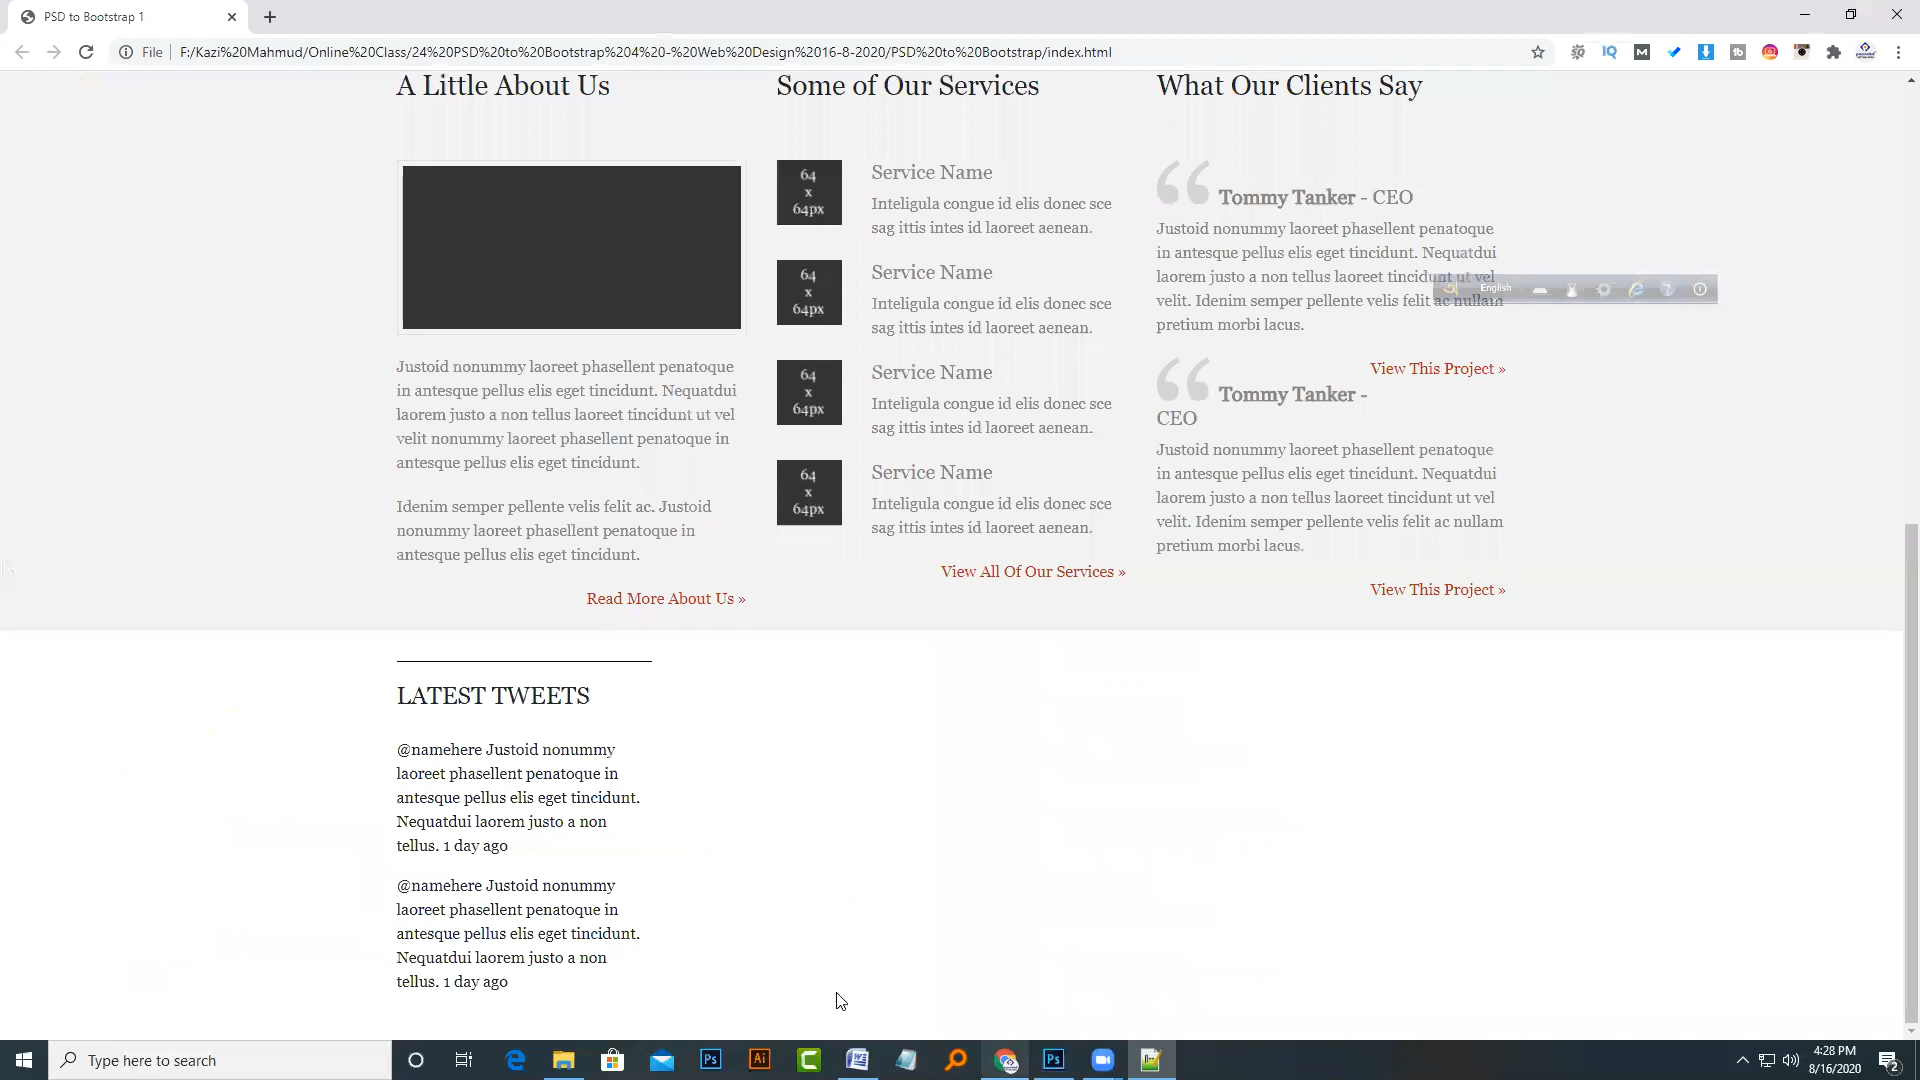 PSD to Bootstrap 1
File
F:/Kazi%20Mahmud/Online%20Class/24%20PSD%20to%20Bootstrap%204%20-%20Web%20Design%2016-8-2020/PSD%20to%20Bootstrap/index.html
A Little About Us
Justoid nonummy laoreet phasellent penatoque
in antesque pellus elis eget tincidunt. Nequatdui
laorem justo a non tellus laoreet tincidunt ut vel
velit nonummy laoreet phasellent penatoque in
antesque pellus elis eget tincidunt.
Idenim semper pellente velis felit ac. Justoid
nonummy laoreet phasellent penatoque in
antesque pellus elis eget tincidunt.
Read More About Us »
Some of Our Services
64
x
64px
Service Name
Inteligula congue id elis donec sce
sag ittis intes id laoreet aenean.
64
x
64px
Service Name
Inteligula congue id elis donec sce
sag ittis intes id laoreet aenean.
64
x
64px
Service Name
Inteligula congue id elis donec sce
sag ittis intes id laoreet aenean.
64
x
64px
Service Name
Inteligula congue id elis donec sce
sag ittis intes id laoreet aenean.
View All Of Our Services »
What Our Clients Say
“ Tommy Tanker - CEO
Justoid nonummy laoreet phasellent penatoque
in antesque pellus elis eget tincidunt. Nequatdui
laorem justo a non tellus laoreet tincidunt ut vel
velit. Idenim semper pellente velis felit ac nullam
pretium morbi lacus.
View This Project »
“ Tommy Tanker -
CEO
Justoid nonummy laoreet phasellent penatoque
in antesque pellus elis eget tincidunt. Nequatdui
laorem justo a non tellus laoreet tincidunt ut vel
velit. Idenim semper pellente velis felit ac nullam
pretium morbi lacus.
View This Project »
English
LATEST TWEETS
@namehere Justoid nonummy
laoreet phasellent penatoque in
antesque pellus elis eget tincidunt.
Nequatdui laorem justo a non
tellus. 1 day ago
@namehere Justoid nonummy
laoreet phasellent penatoque in
antesque pellus elis eget tincidunt.
Nequatdui laorem justo a non
tellus. 1 day ago
Type here to search
Ps
Ai
Ps
4:28 PM
8/16/2020
2